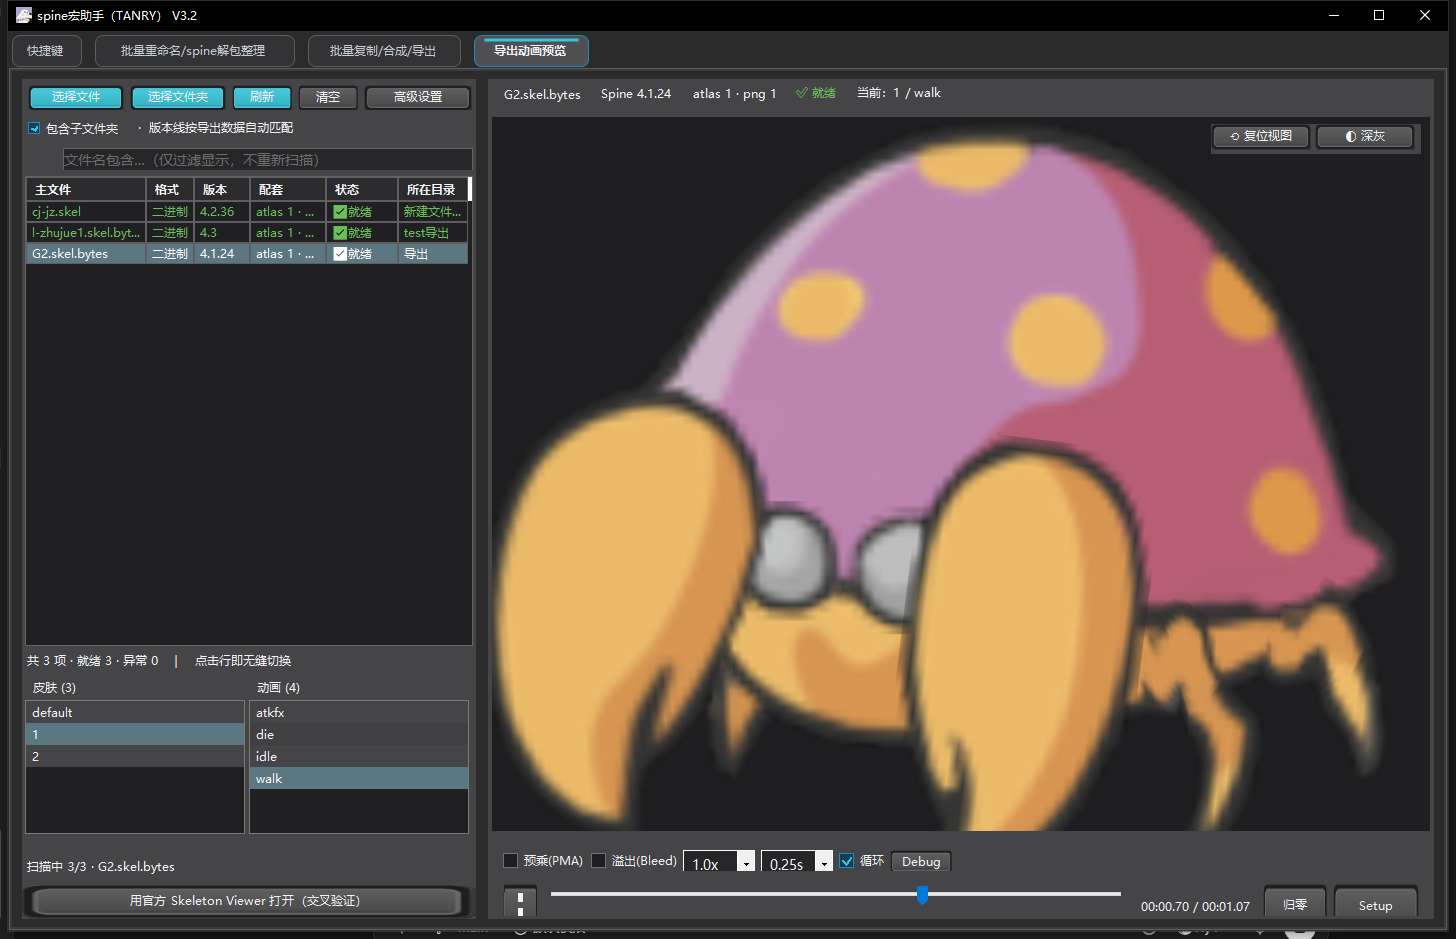 spine宏助手（TANRY） V3.2
快捷键 批量重命名/spine解包整理 批量复制/合成/导出 导出动画预览
选择文件 选择文件夹 刷新 清空 高级设置
包含子文件夹 · 版本线按导出数据自动匹配
文件名包含...（仅过滤显示，不重新扫描）
主文件 格式 版本 配套 状态 所在目录
cj-jz.skel 二进制 4.2.36 atlas 1 · ... 就绪 新建文件...
l-zhujue1.skel.byt... 二进制 4.3 atlas 1 · ... 就绪 test导出
G2.skel.bytes 二进制 4.1.24 atlas 1 · ... 就绪 导出
共 3 项 · 就绪 3 · 异常 0 | 点击行即无缝切换
皮肤 (3)
default
1
2
动画 (4)
atkfx
die
idle
walk
扫描中 3/3 · G2.skel.bytes
用官方 Skeleton Viewer 打开（交叉验证）
G2.skel.bytes Spine 4.1.24 atlas 1 · png 1 就绪 当前：1 / walk
复位视图 深灰
预乘(PMA) 溢出(Bleed) 1.0x 0.25s 循环 Debug
00:00.70 / 00:01.07 归零 Setup